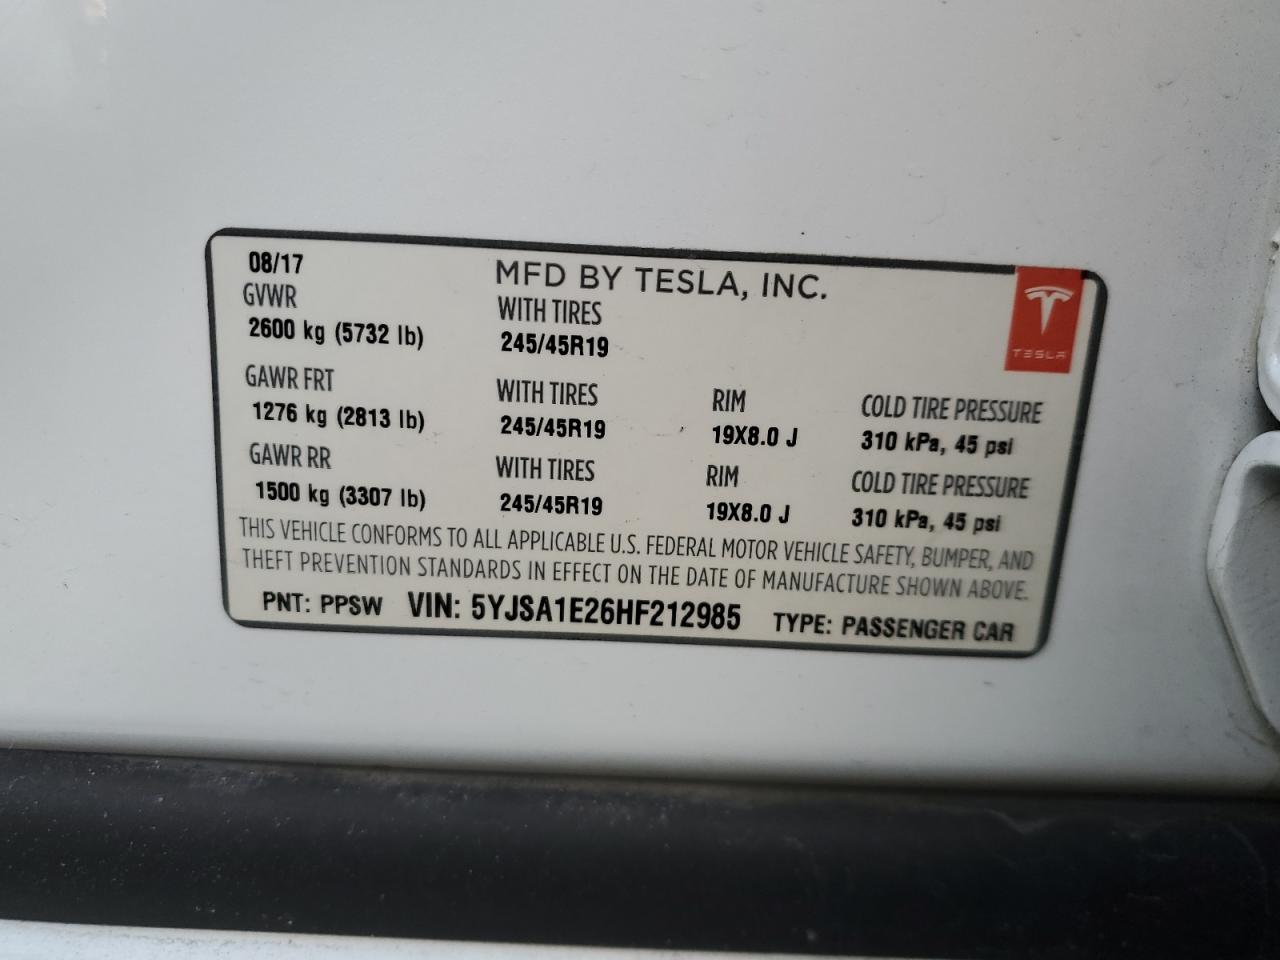 08/17 MFD BY TESLA, INC.
GVWR WITH TIRES
2600 kg (5732 lb) 245/45R19
TESLA
GAWR FRT WITH TIRES RIM COLD TIRE PRESSURE
1276 kg (2813 lb) 245/45R19 19X8.0 J 310 kPa, 45 psi
GAWR RR WITH TIRES RIM COLD TIRE PRESSURE
1500 kg (3307 lb) 245/45R19 19X8.0 J 310 kPa, 45 psi
THIS VEHICLE CONFORMS TO ALL APPLICABLE U.S. FEDERAL MOTOR VEHICLE SAFETY, BUMPER, AND
THEFT PREVENTION STANDARDS IN EFFECT ON THE DATE OF MANUFACTURE SHOWN ABOVE.
PNT: PPSW VIN: 5YJSA1E26HF212985 TYPE: PASSENGER CAR